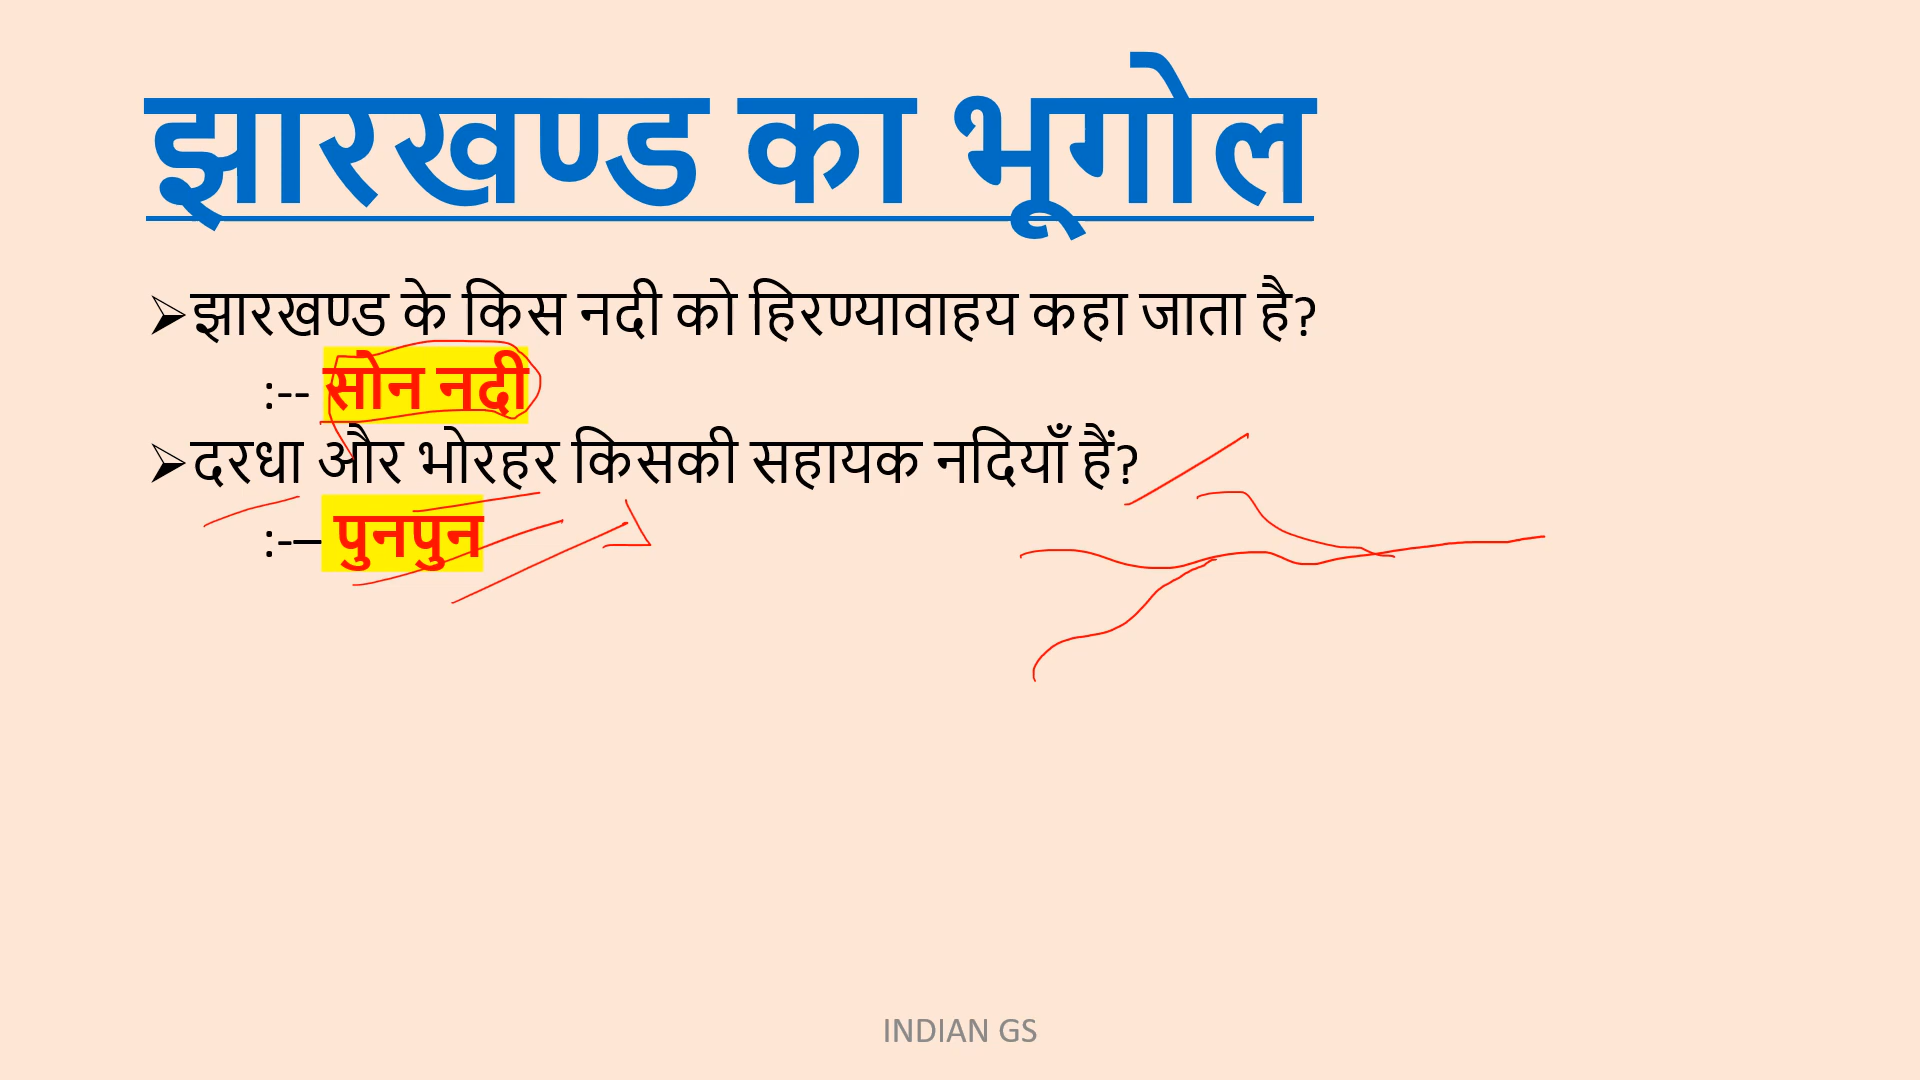 झारखण्ड का भूगोल
➢झारखण्ड के किस नदी को हिरण्यावाहय कहा जाता है?
:-- सोन नदी
➢दरधा और भोरहर किसकी सहायक नदियाँ हैं?
:-– पुनपुन
INDIAN GS